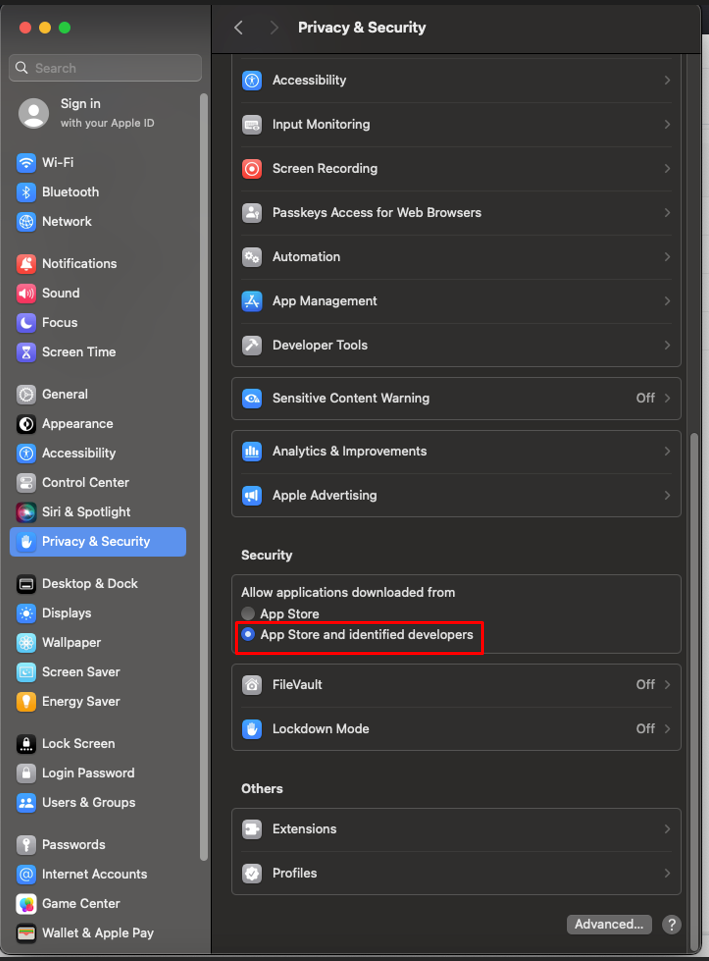 Privacy & Security
Search
Sign in
with your Apple ID
Wi-Fi
Bluetooth
Network
Notifications
Sound
Focus
Screen Time
General
Appearance
Accessibility
Control Center
Siri & Spotlight
Privacy & Security
Desktop & Dock
Displays
Wallpaper
Screen Saver
Energy Saver
Lock Screen
Login Password
Users & Groups
Passwords
Internet Accounts
Game Center
Wallet & Apple Pay
Accessibility
Input Monitoring
Screen Recording
Passkeys Access for Web Browsers
Automation
App Management
Developer Tools
Sensitive Content Warning Off
Analytics & Improvements
Apple Advertising
Security
Allow applications downloaded from
App Store
App Store and identified developers
FileVault Off
Lockdown Mode Off
Others
Extensions
Profiles
Advanced... ?